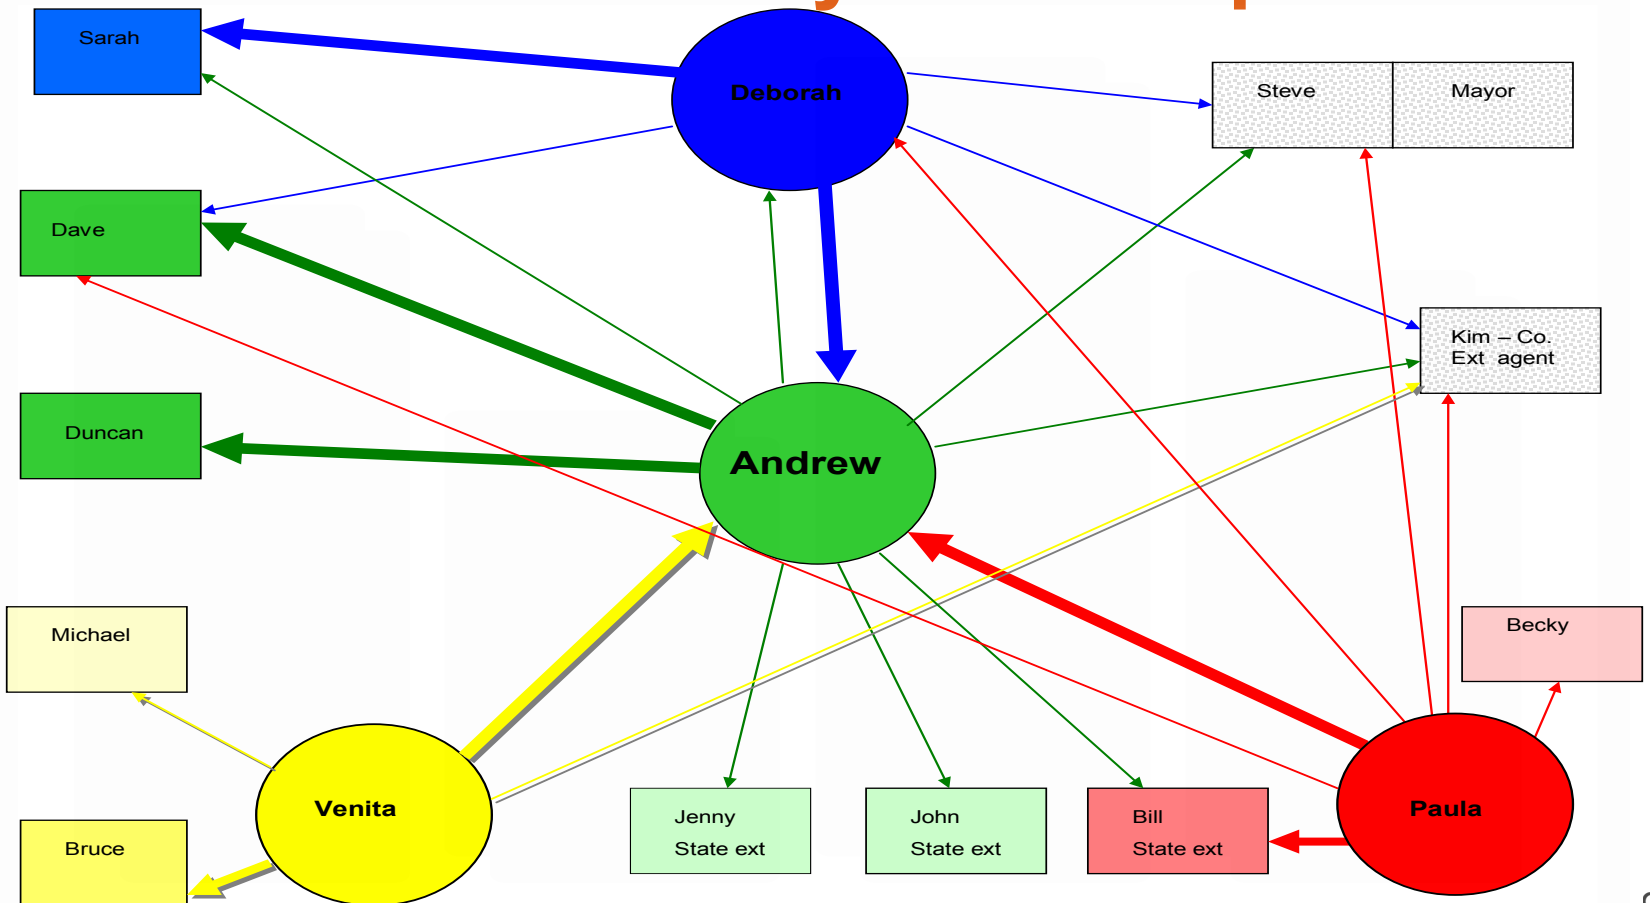 Sarah
Deborah
Steve
Mayor
Dave
Kim – Co.
Ext agent
Duncan
Andrew
Michael
Becky
Venita
Bruce
Jenny
State ext
John
State ext
Bill
State ext
Paula